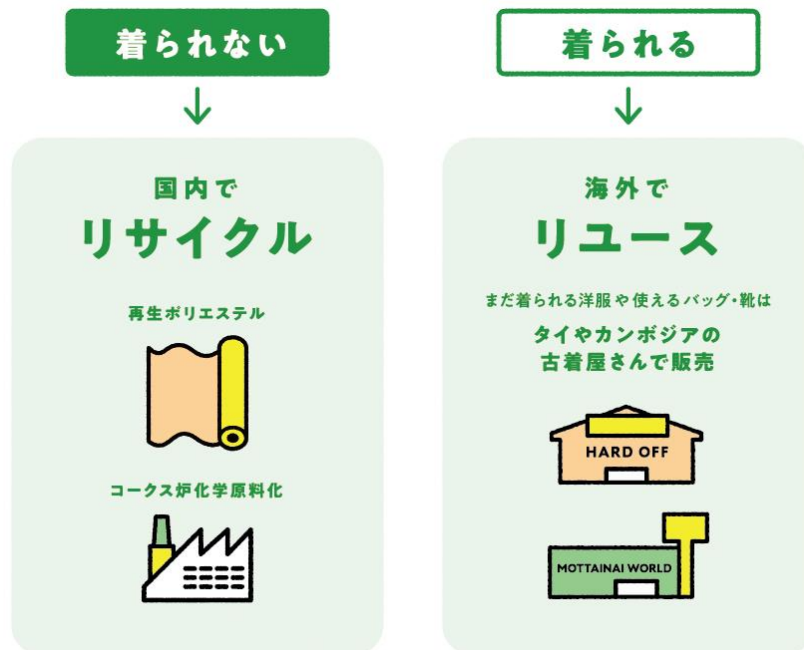 着られない
国内で
リサイクル
再生ポリエステル
コークス炉化学原料化
着られる
海外で
リユース
まだ着られる洋服や使えるバッグ・靴は
タイやカンボジアの
古着屋さんで販売
HARD OFF
MOTTAINAI WORLD